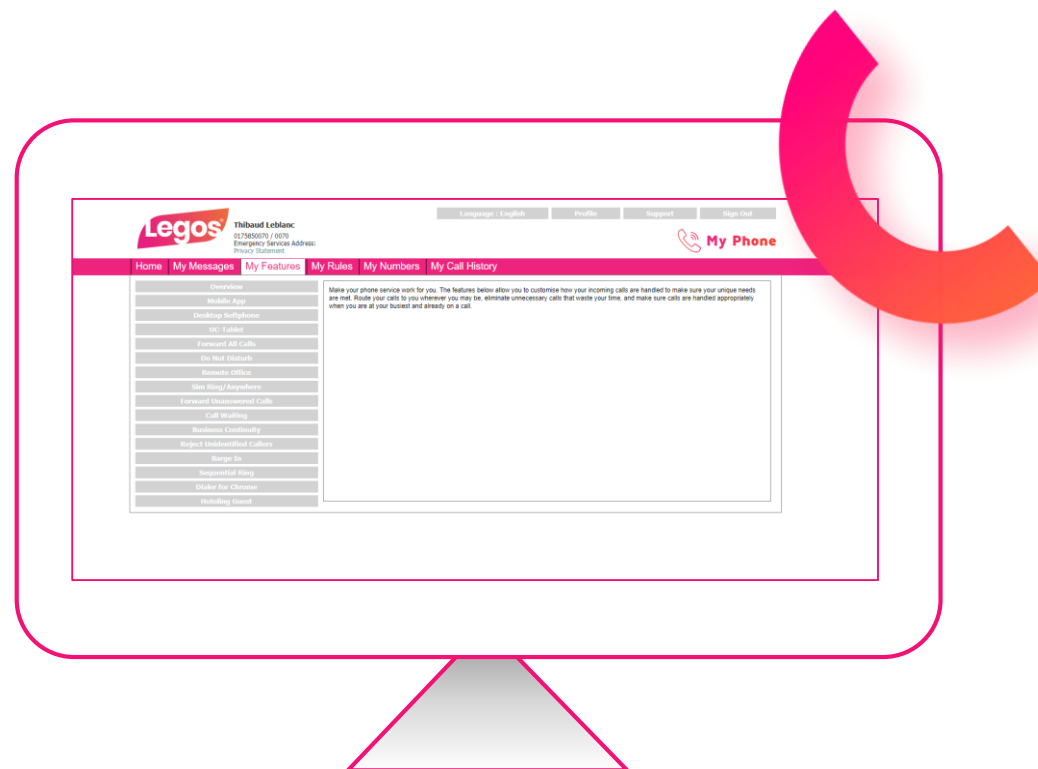 Legos
Thibaud Leblanc
0175850070 / 0070
Emergency Services Address:
Privacy Statement
Language : English
Profile
Support
Sign Out
My Phone
Home
My Messages
My Features
My Rules
My Numbers
My Call History
Overview
Mobile App
Desktop Softphone
UC-Tablet
Forward All Calls
Do Not Disturb
Remote Office
Sim Ring/Anywhere
Forward Unanswered Calls
Call Waiting
Business Continuity
Reject Unidentified Callers
Barge In
Sequential Ring
Dialer for Chrome
Hoteling Guest
Make your phone service work for you. The features below allow you to customise how your incoming calls are handled to make sure your unique needs
are met. Route your calls to you wherever you may be, eliminate unnecessary calls that waste your time, and make sure calls are handled appropriately
when you are at your busiest and already on a call.